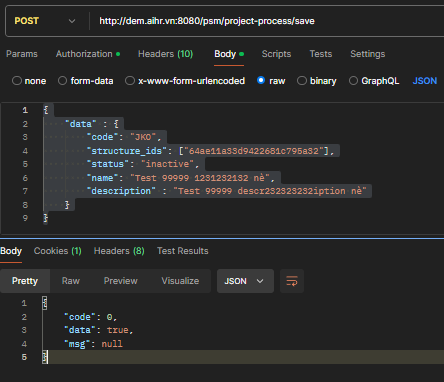 POST http://dem.aihr.vn:8080/psm/project-process/save
Params Authorization Headers (10) Body Scripts Tests Settings
none form-data x-www-form-urlencoded raw binary GraphQL JSON
1 {
2 "data" : {
3 "code": "JKO",
4 "structure_ids": ["64ae11a33d9422681c795a32"],
5 "status": "inactive",
6 "name": "Test 99999 1231232132 nè",
7 "description" : "Test 99999 descr232323232iption nè"
8 }
9 }
Body Cookies (1) Headers (8) Test Results
Pretty Raw Preview Visualize JSON
1 {
2 "code": 0,
3 "data": true,
4 "msg": null
5 }